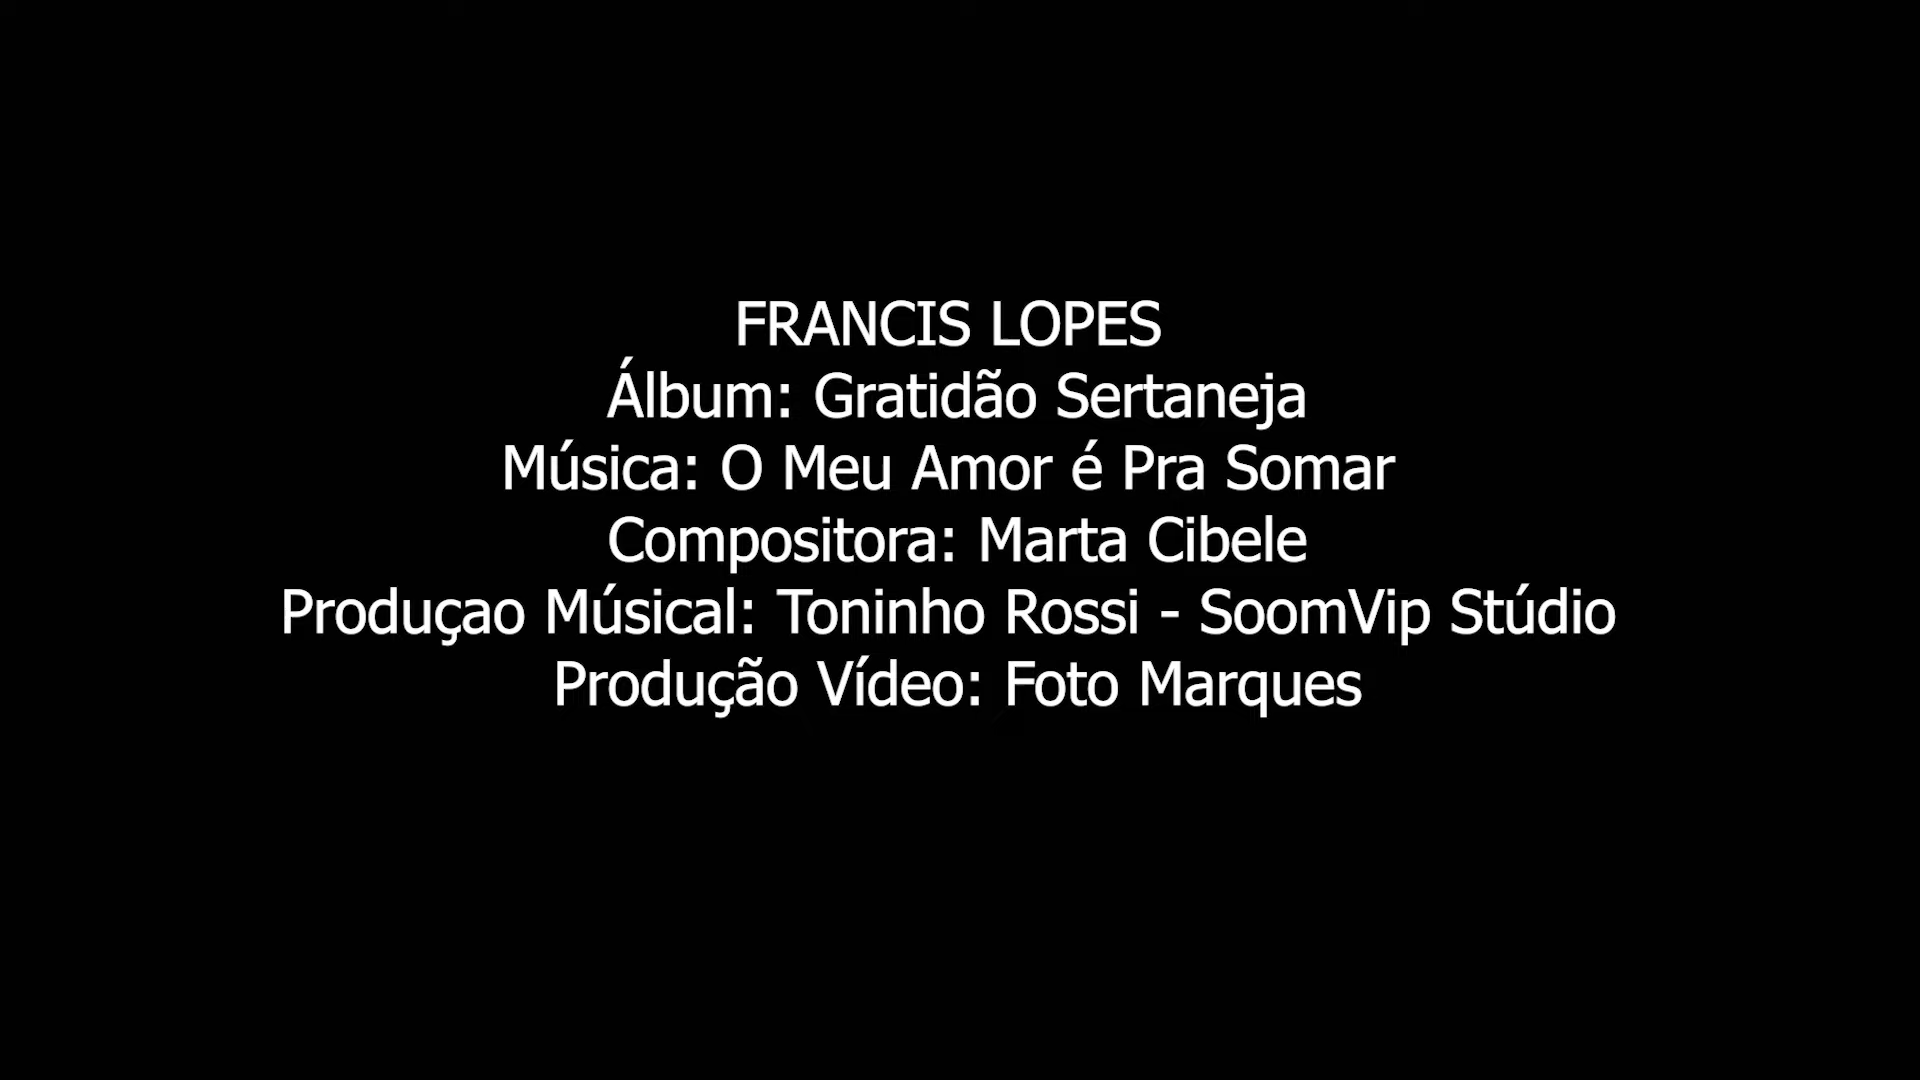 FRANCIS LOPES
Álbum: Gratidão Sertaneja
Música: O Meu Amor é Pra Somar
Compositora: Marta Cibele
Produçao Músical: Toninho Rossi - SoomVip Stúdio
Produção Vídeo: Foto Marques